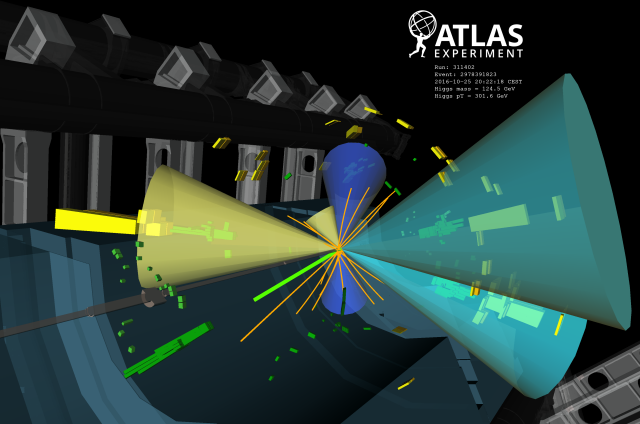 ATLAS
EXPERIMENT
Run: 311402
Event: 2978391823
2016-10-25 20:22:18 CEST
Higgs mass = 124.5 GeV
Higgs pT = 301.6 GeV